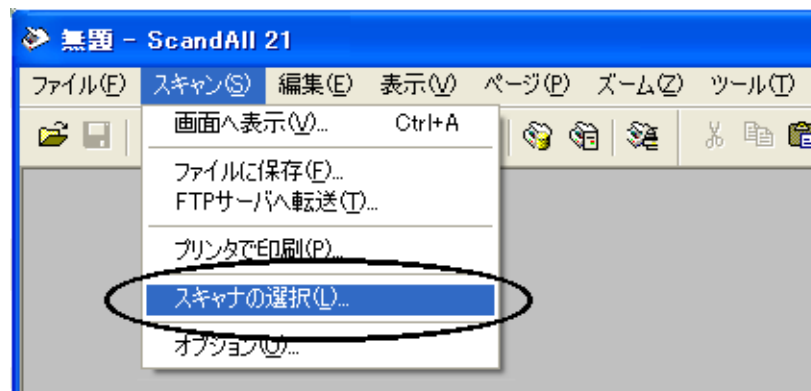 無題 - ScandAll 21
ファイル(F) スキャン(S) 編集(E) 表示(V) ページ(P) ズーム(Z) ツール(T)
画面へ表示(V)... Ctrl+A
ファイルに保存(F)...
FTPサーバへ転送(T)...
プリンタで印刷(P)...
スキャナの選択(L)...
オプション(O)...